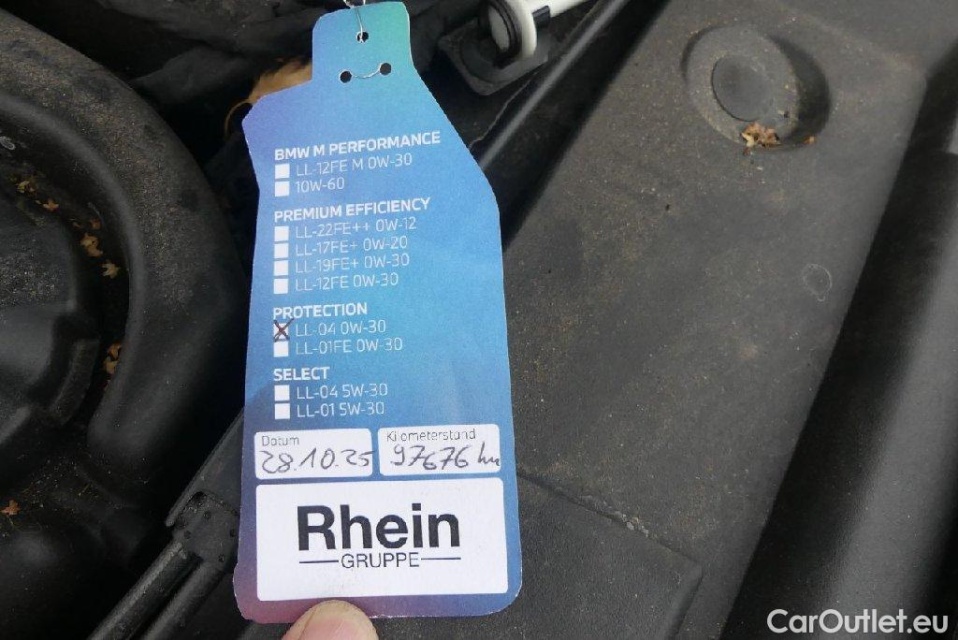 BMW M PERFORMANCE
LL-12FE M 0W-30
10W-60
PREMIUM EFFICIENCY
LL-22FE++ 0W-12
LL-17FE+ 0W-20
LL-19FE+ 0W-30
LL-12FE 0W-30
PROTECTION
LL-04 0W-30
LL-01FE 0W-30
SELECT
LL-04 5W-30
LL-01 5W-30
Datum Kilometerstand
28.10.25 97676 km
Rhein
GRUPPE
CarOutlet.eu